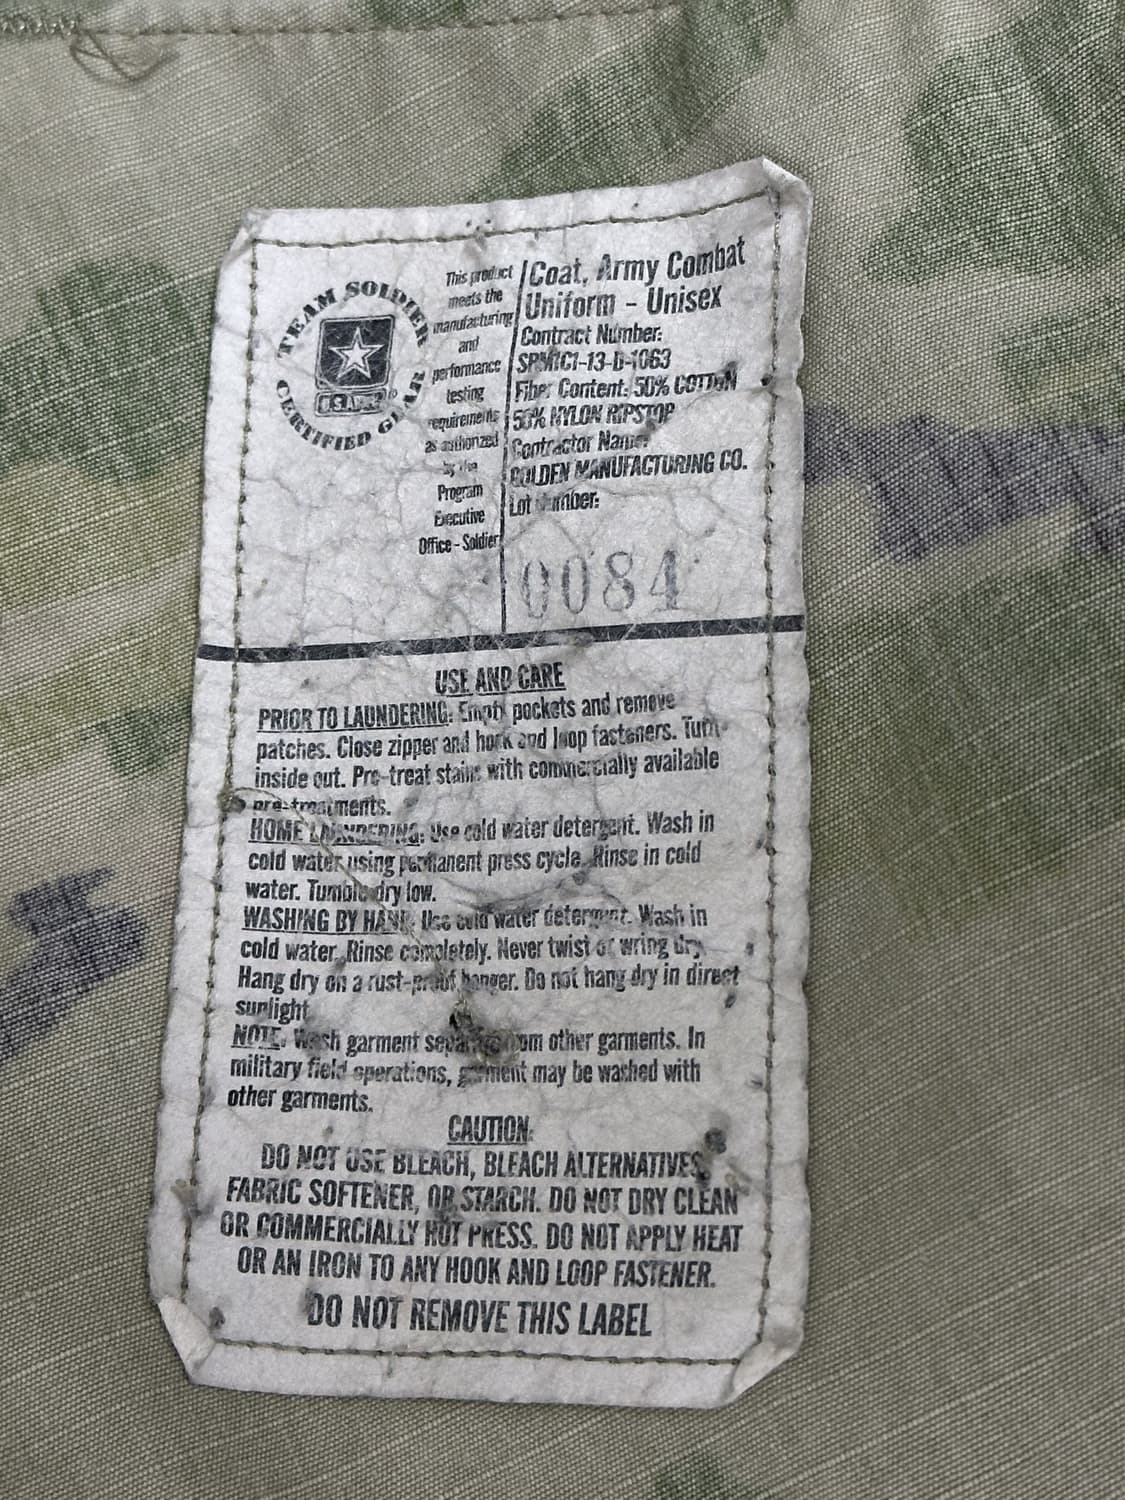 TEAM SOLDIER
CERTIFIED GEAR
U.S. ARMY
This product
meets the
manufacturing
and
performance
testing
requirements
as authorized
by the
Program
Executive
Office - Soldier
Coat, Army Combat
Uniform - Unisex
Contract Number:
SPM1C1-13-D-1063
Fiber Content: 50% COTTON
50% NYLON RIPSTOP
Contractor Name:
GOLDEN MANUFACTURING CO.
Lot Number:
0084
USE AND CARE
PRIOR TO LAUNDERING: Empty pockets and remove
patches. Close zipper and hook and loop fasteners. Turn
inside out. Pre-treat stains with commercially available
pre-treatments.
HOME LAUNDERING: Use cold water detergent. Wash in
cold water using permanent press cycle. Rinse in cold
water. Tumble dry low.
WASHING BY HAND: Use cold water detergent. Wash in
cold water. Rinse completely. Never twist or wring dry.
Hang dry on a rust-proof hanger. Do not hang dry in direct
sunlight
NOTE: Wash garment separate from other garments. In
military field operations, garment may be washed with
other garments.
CAUTION:
DO NOT USE BLEACH, BLEACH ALTERNATIVES,
FABRIC SOFTENER, OR STARCH. DO NOT DRY CLEAN
OR COMMERCIALLY HOT PRESS. DO NOT APPLY HEAT
OR AN IRON TO ANY HOOK AND LOOP FASTENER.
DO NOT REMOVE THIS LABEL